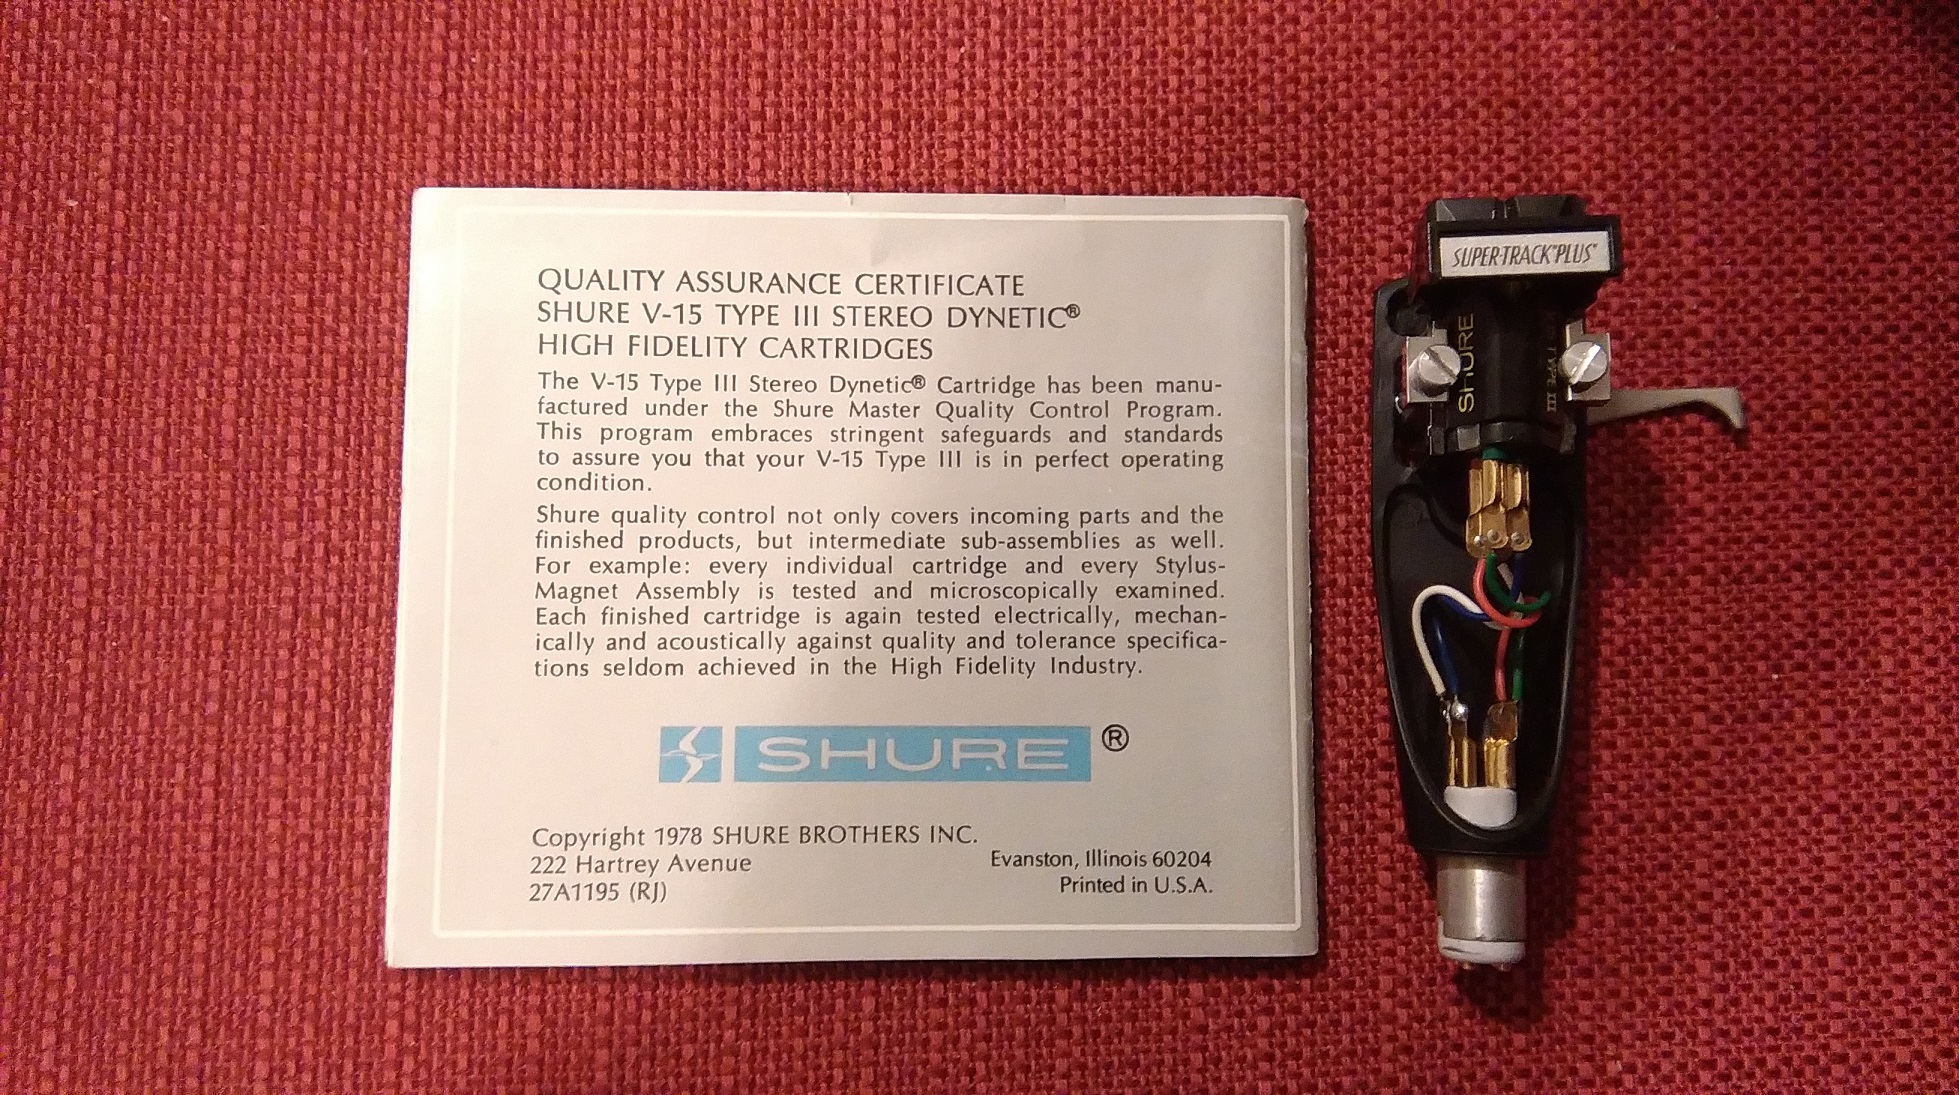 QUALITY ASSURANCE CERTIFICATE
SHURE V-15 TYPE III STEREO DYNETIC®
HIGH FIDELITY CARTRIDGES
The V-15 Type III Stereo Dynetic® Cartridge has been manu-
factured under the Shure Master Quality Control Program.
This program embraces stringent safeguards and standards
to assure you that your V-15 Type III is in perfect operating
condition.
Shure quality control not only covers incoming parts and the
finished products, but intermediate sub-assemblies as well.
For example: every individual cartridge and every Stylus-
Magnet Assembly is tested and microscopically examined.
Each finished cartridge is again tested electrically, mechan-
ically and acoustically against quality and tolerance specifica-
tions seldom achieved in the High Fidelity Industry.
SHURE ®
Copyright 1978 SHURE BROTHERS INC.
222 Hartrey Avenue
Evanston, Illinois 60204
27A1195 (RJ)
Printed in U.S.A.
SUPER-TRACK "PLUS"
SHURE
TYPE III